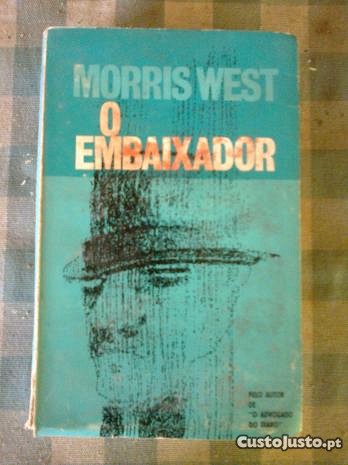 MORRIS WEST
O
EMBAIXADOR
PELO AUTOR
DE
"O ADVOGADO
DO DIABO"
CustoJusto.pt